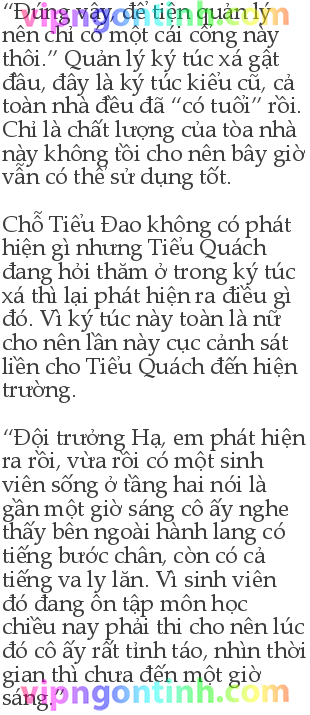 vipngontinh.com
"Đúng vậy, để tiện quản lý
nên chỉ có một cái cổng này
thôi." Quản lý ký túc xá gật
đầu, đây là ký túc kiểu cũ, cả
toàn nhà đều đã "có tuổi" rồi.
Chỉ là chất lượng của tòa nhà
này không tồi cho nên bây giờ
vẫn có thể sử dụng tốt.
Chỗ Tiểu Đao không có phát
hiện gì nhưng Tiểu Quách
đang hỏi thăm ở trong ký túc
xá thì lại phát hiện ra điều gì
đó. Vì ký túc này toàn là nữ
cho nên lần này cục cảnh sát
liền cho Tiểu Quách đến hiện
trường.
"Đội trưởng Hạ, em phát hiện
ra rồi, vừa rồi có một sinh
viên sống ở tầng hai nói là
gần một giờ sáng cô ấy nghe
thấy bên ngoài hành lang có
tiếng bước chân, còn có cả
tiếng va ly lăn. Vì sinh viên
đó đang ôn tập môn học
chiều nay phải thi cho nên lúc
đó cô ấy rất tỉnh táo, nhìn thời
gian thì chưa đến một giờ
sáng."
vipngontinh.com